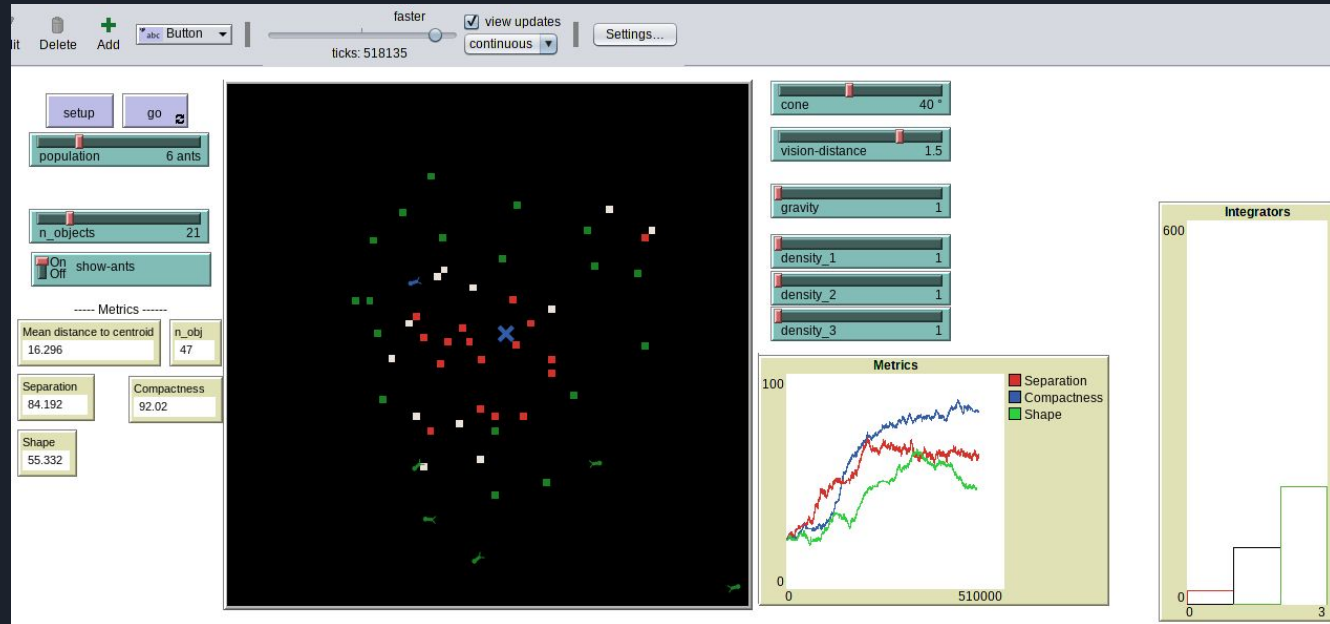 faster
lit Delete Add abc Button view updates
ticks: 518135 continuous Settings...
setup go
population 6 ants
n_objects 21
On
Off show-ants
----- Metrics ------
Mean distance to centroid n_obj
16.296 47
Separation Compactness
84.192 92.02
Shape
55.332
cone 40 °
vision-distance 1.5
gravity 1
density_1 1
density_2 1
density_3 1
Metrics
100
0
0 510000
Separation
Compactness
Shape
Integrators
600
0
0 3